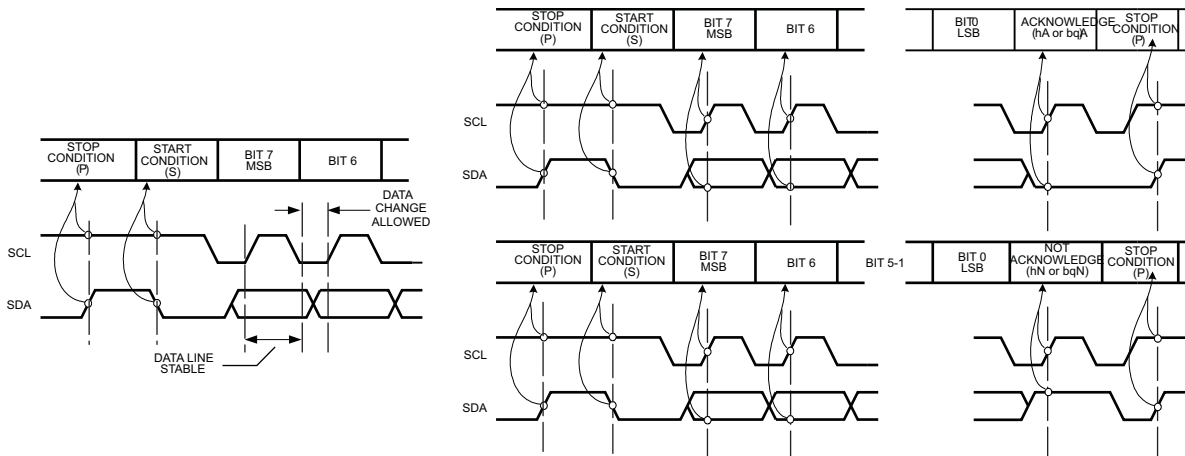 STOP
CONDITION
(P)
START
CONDITION
(S)
BIT 7
MSB
BIT 6
DATA
CHANGE
ALLOWED
SCL
SDA
DATA LINE
STABLE
STOP
CONDITION
(P)
START
CONDITION
(S)
BIT 7
MSB
BIT 6
BIT0
LSB
ACKNOWLEDGE
(hA or bqA)
STOP
CONDITION
(P)
SCL
SDA
STOP
CONDITION
(P)
START
CONDITION
(S)
BIT 7
MSB
BIT 6
BIT 5-1
BIT 0
LSB
NOT
ACKNOWLEDGE
(hN or bqN)
STOP
CONDITION
(P)
SCL
SDA